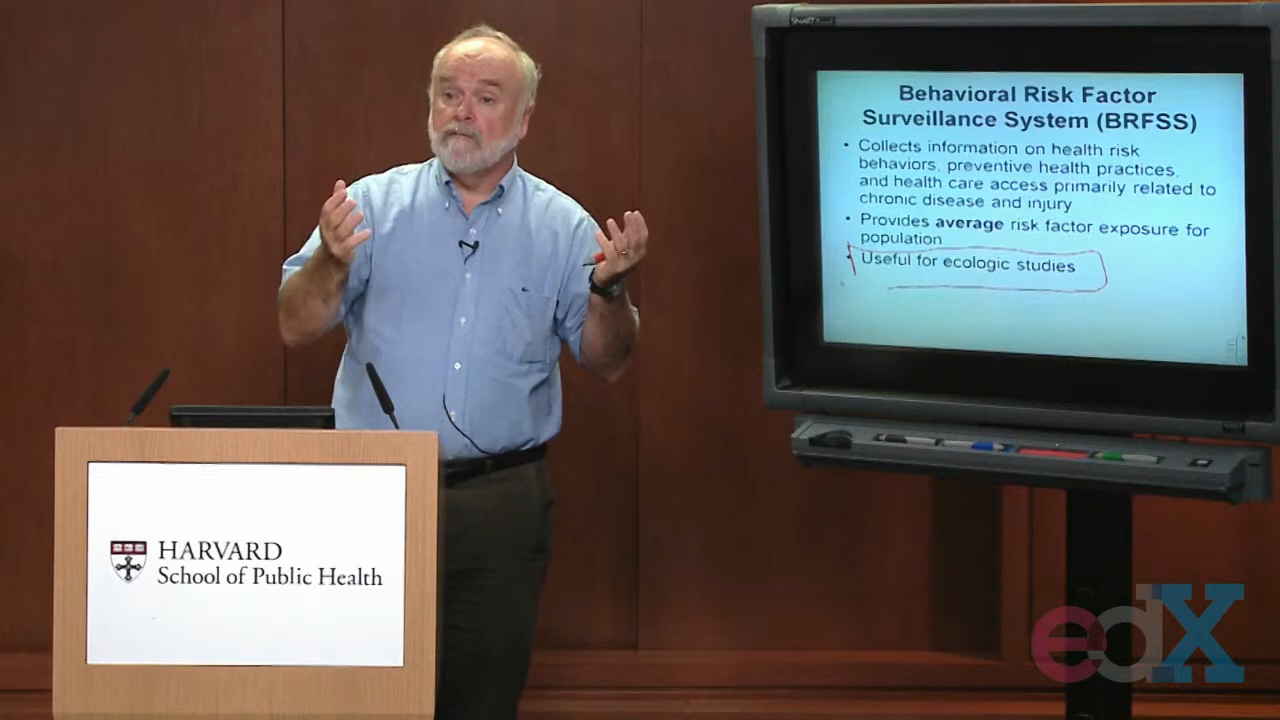 Behavioral Risk Factor
Surveillance System (BRFSS)
• Collects information on health risk
behaviors, preventive health practices,
and health care access primarily related to
chronic disease and injury
• Provides average risk factor exposure for
population
• Useful for ecologic studies
HARVARD
School of Public Health
edX